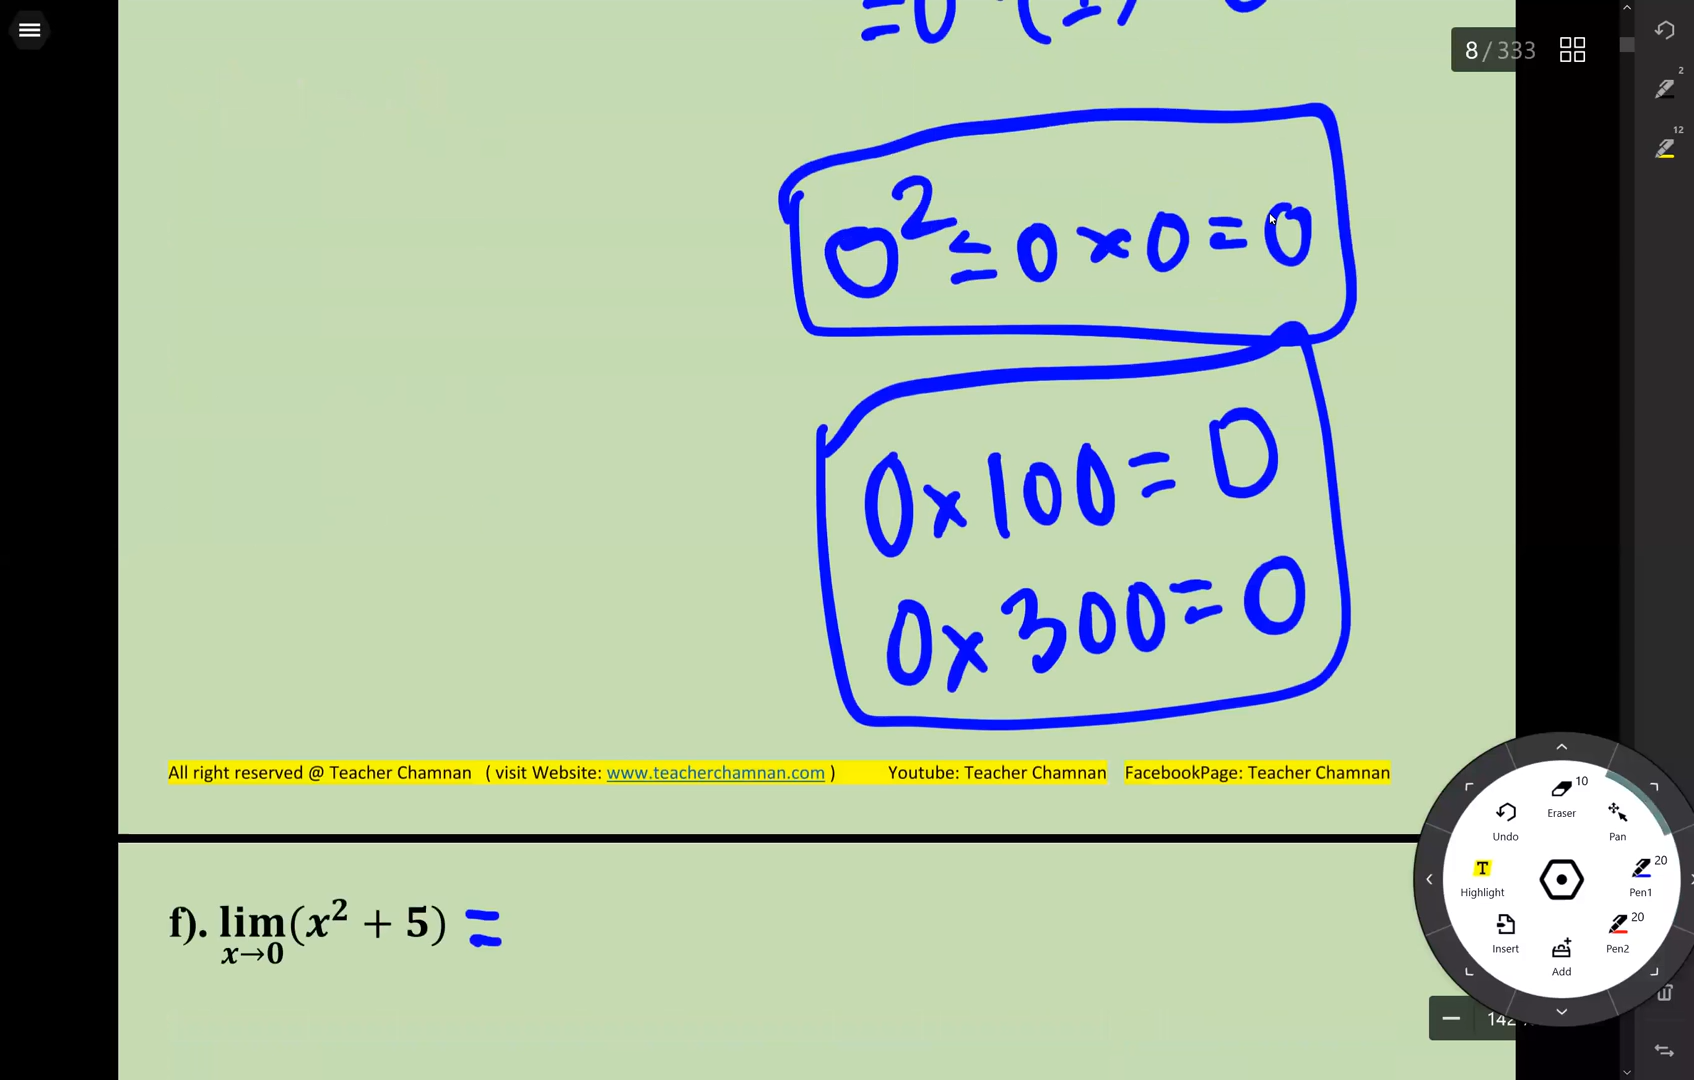 8 / 333
0² = 0 × 0 = 0
0 × 100 = 0
0 × 300 = 0
All right reserved @ Teacher Chamnan ( visit Website: www.teacherchamnan.com ) Youtube: Teacher Chamnan FacebookPage: Teacher Chamnan
f). lim x→0 (x² + 5) =
2
12
Eraser 10
Undo
Pan
T
Highlight
Pen1 20
Insert
Pen2 20
Add